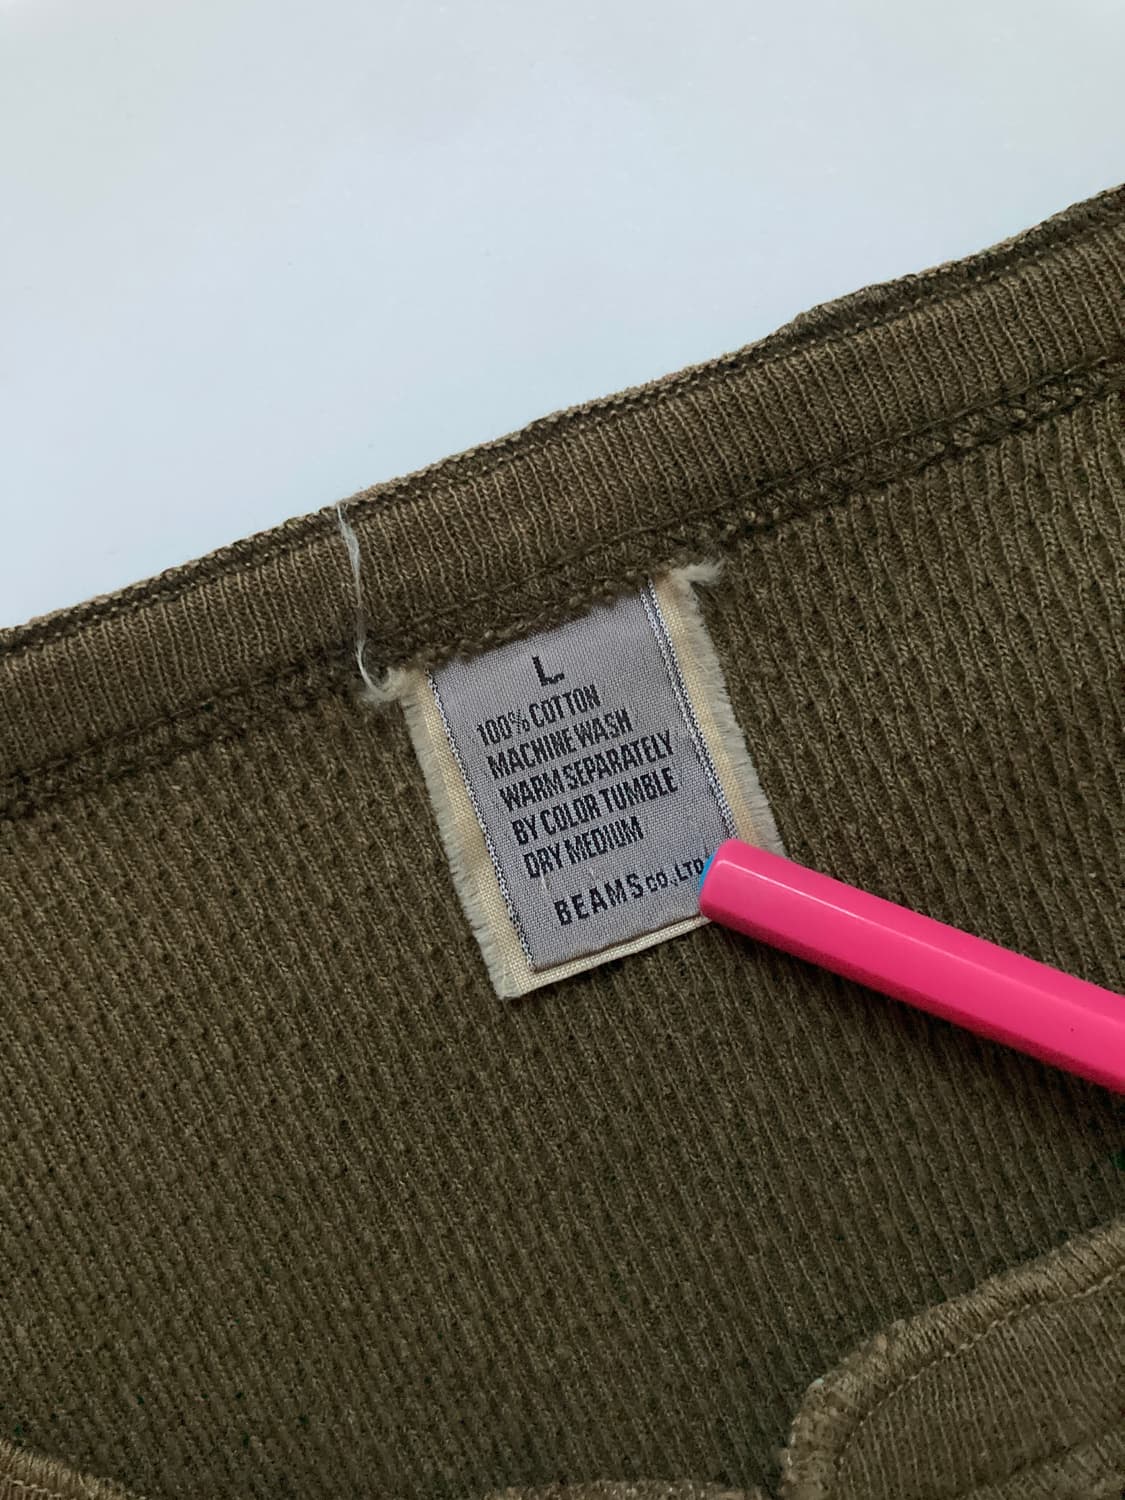 L
100% COTTON
MACHINE WASH
WARM SEPARATELY
BY COLOR TUMBLE
DRY MEDIUM
BEAMS CO., LTD